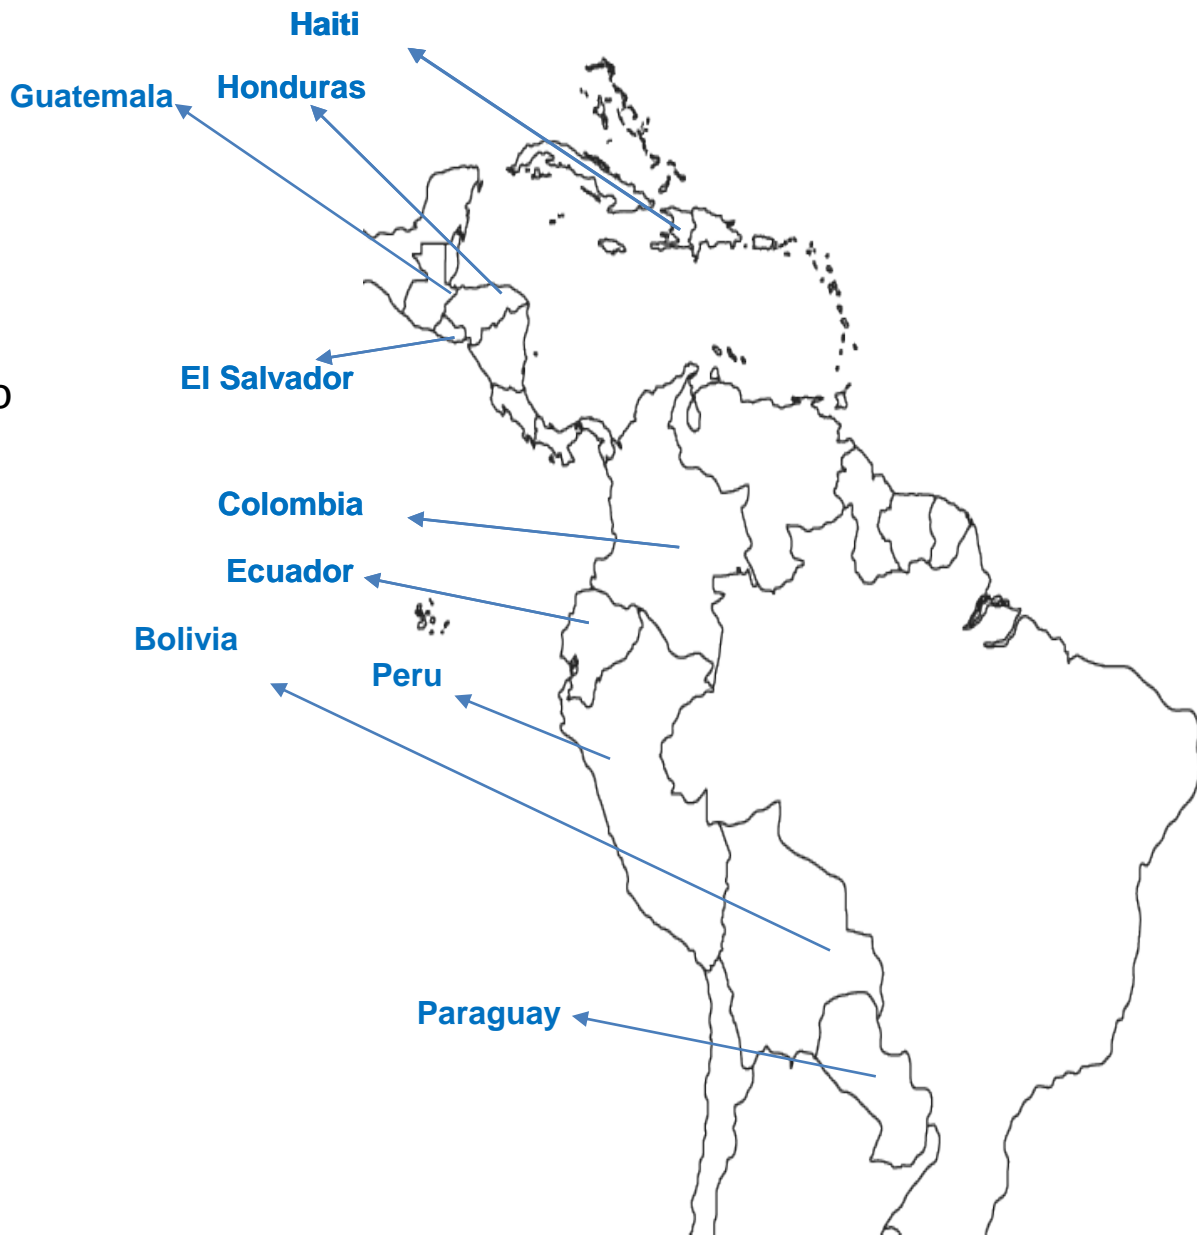 Haiti
Honduras
Guatemala
El Salvador
o
Colombia
Ecuador
Bolivia
Peru
Paraguay